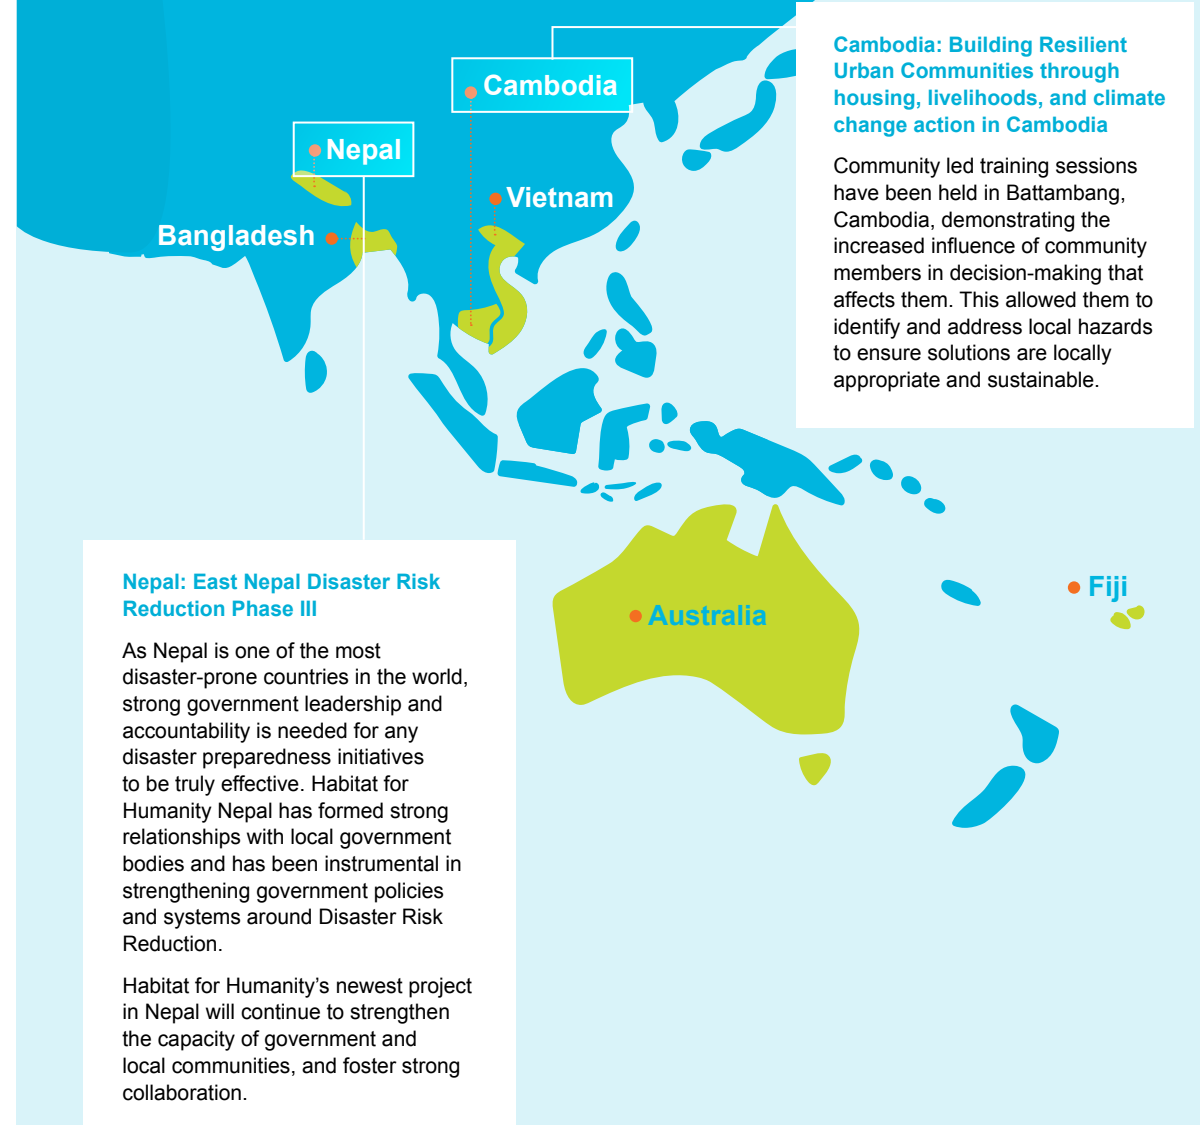 Cambodia: Building Resilient
Urban Communities through
housing, livelihoods, and climate
change action in Cambodia
Community led training sessions
have been held in Battambang,
Cambodia, demonstrating the
increased influence of community
members in decision-making that
affects them. This allowed them to
identify and address local hazards
to ensure solutions are locally
appropriate and sustainable.
Cambodia
Nepal
Vietnam
Bangladesh
Fiji
Australia
Nepal: East Nepal Disaster Risk
Reduction Phase III
As Nepal is one of the most
disaster-prone countries in the world,
strong government leadership and
accountability is needed for any
disaster preparedness initiatives
to be truly effective. Habitat for
Humanity Nepal has formed strong
relationships with local government
bodies and has been instrumental in
strengthening government policies
and systems around Disaster Risk
Reduction.
Habitat for Humanity’s newest project
in Nepal will continue to strengthen
the capacity of government and
local communities, and foster strong
collaboration.